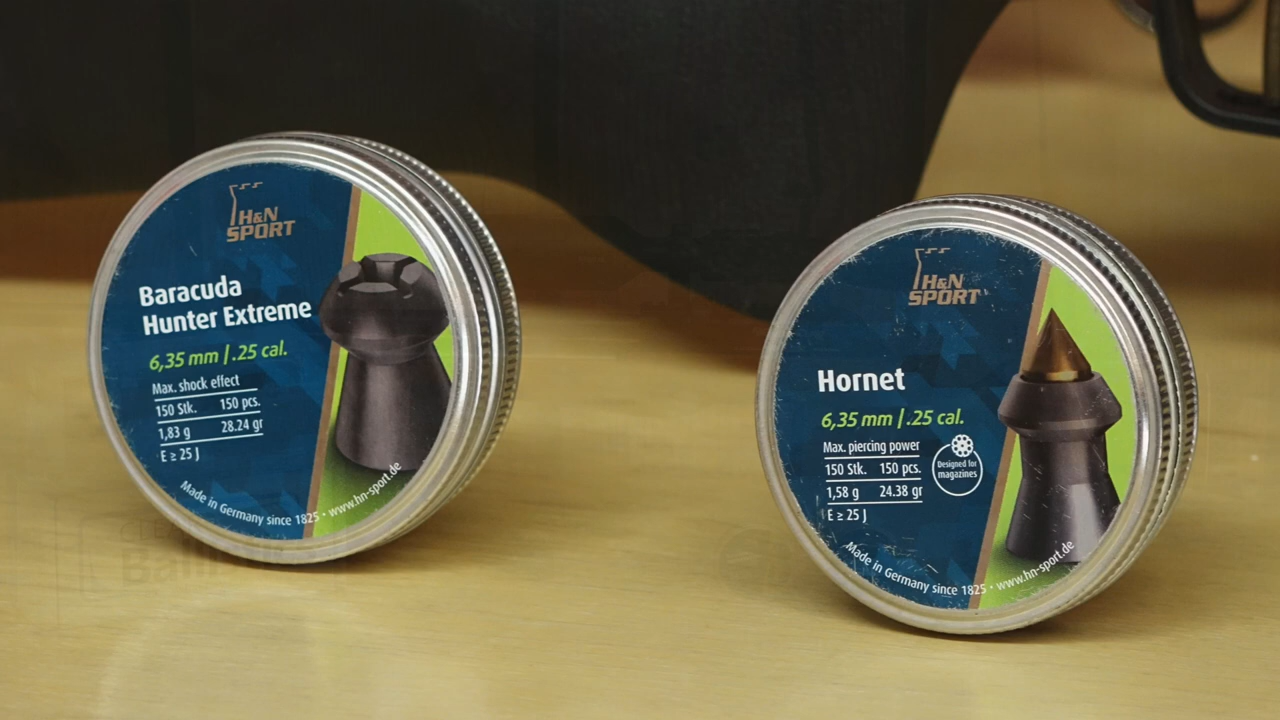 H&N
SPORT
Baracuda
Hunter Extreme
6,35 mm | .25 cal.
Max. shock effect
150 Stk. 150 pcs.
1,83 g 28.24 gr
E ≥ 25 J
Made in Germany since 1825 • www.hn-sport.de
H&N
SPORT
Hornet
6,35 mm | .25 cal.
Max. piercing power
150 Stk. 150 pcs.
1,58 g 24.38 gr
E ≥ 25 J
Designed for
magazines
Made in Germany since 1825 • www.hn-sport.de